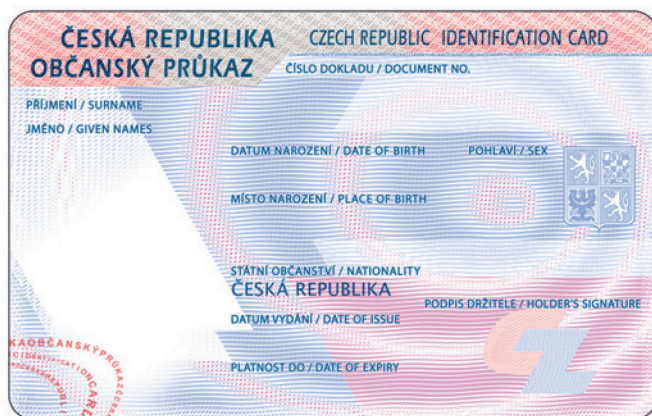 ČESKÁ REPUBLIKA CZECH REPUBLIC IDENTIFICATION CARD
OBČANSKÝ PRŮKAZ
ČÍSLO DOKLADU / DOCUMENT NO.
PŘÍJMENÍ / SURNAME
JMÉNO / GIVEN NAMES
DATUM NAROZENÍ / DATE OF BIRTH POHLAVÍ / SEX
MÍSTO NAROZENÍ / PLACE OF BIRTH
STÁTNÍ OBČANSTVÍ / NATIONALITY
ČESKÁ REPUBLIKA
PODPIS DRŽITELE / HOLDER'S SIGNATURE
DATUM VYDÁNÍ / DATE OF ISSUE
PLATNOST DO / DATE OF EXPIRY
CZ